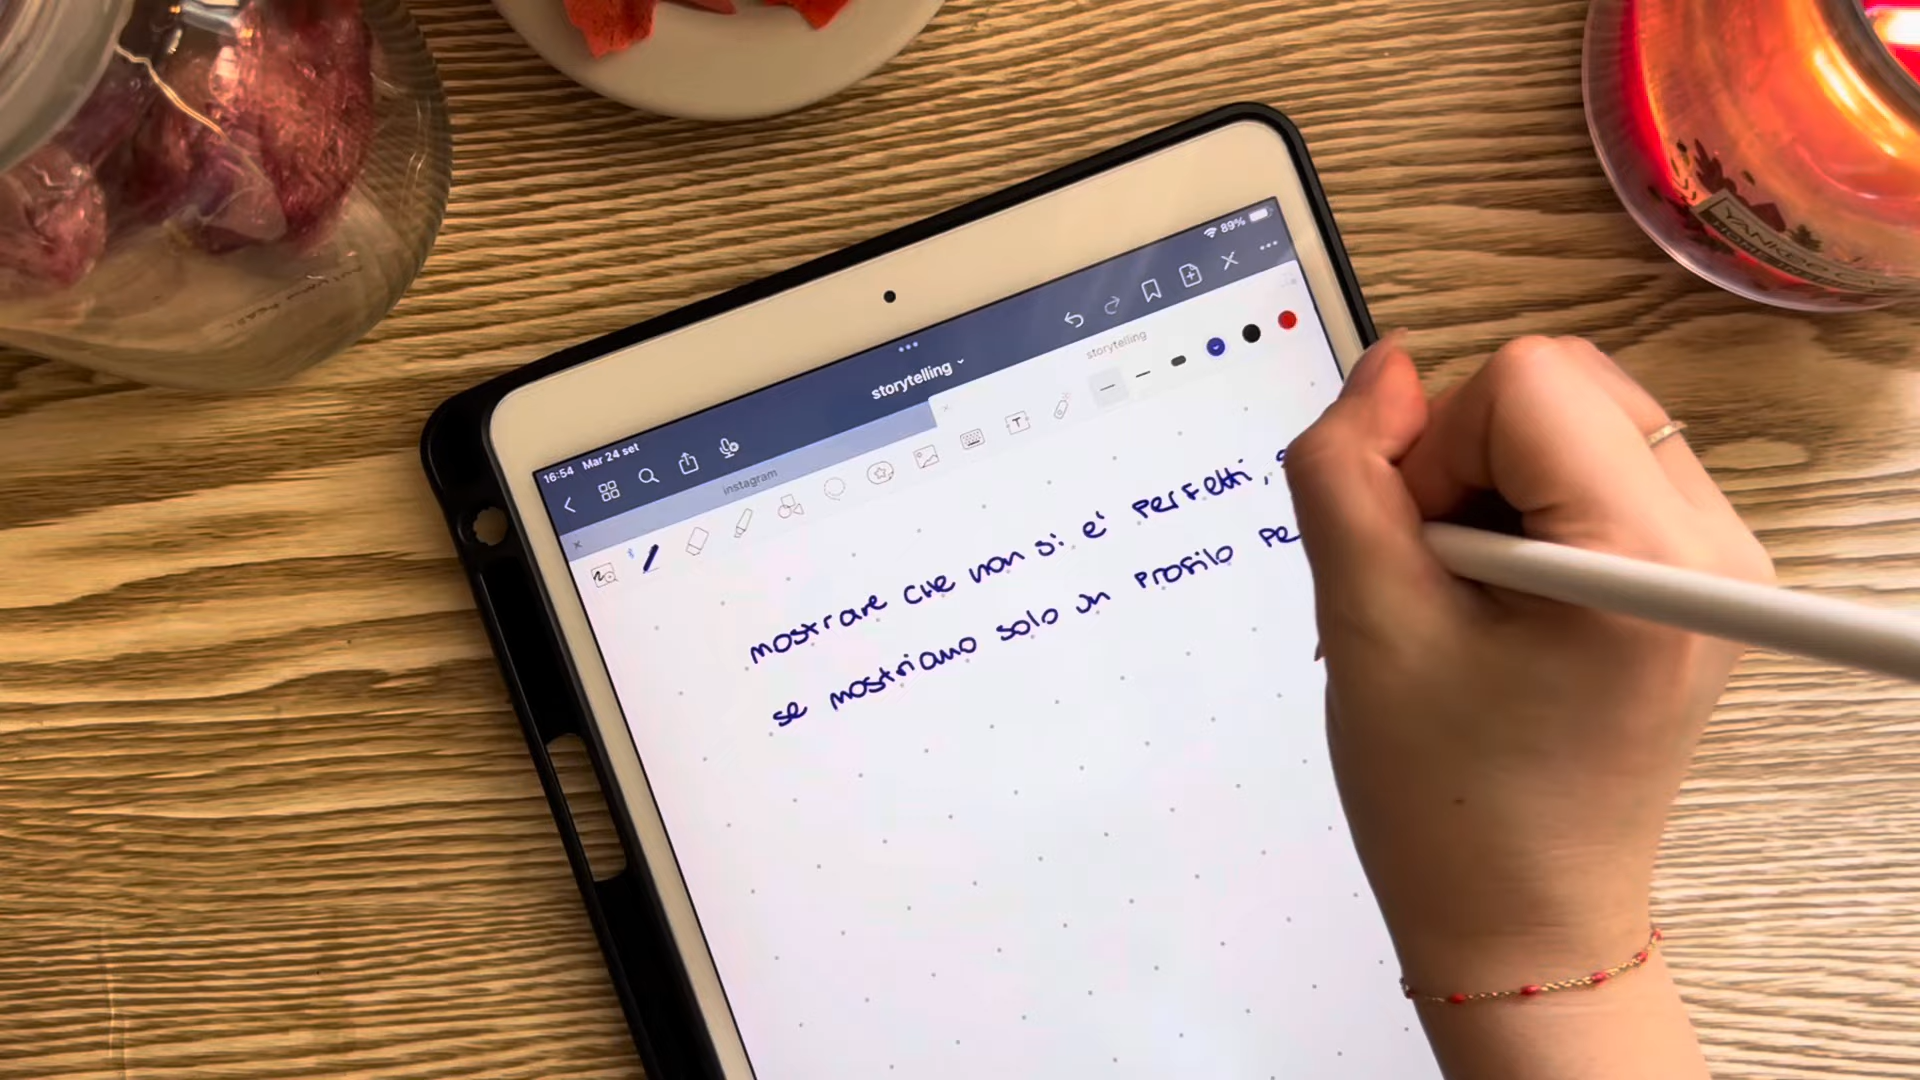 89%
16:54 Mar 24 set
storytelling
instagram
storytelling
mostrare che non si è perfetti,
se mostriamo solo un profilo pe
YANKEE C